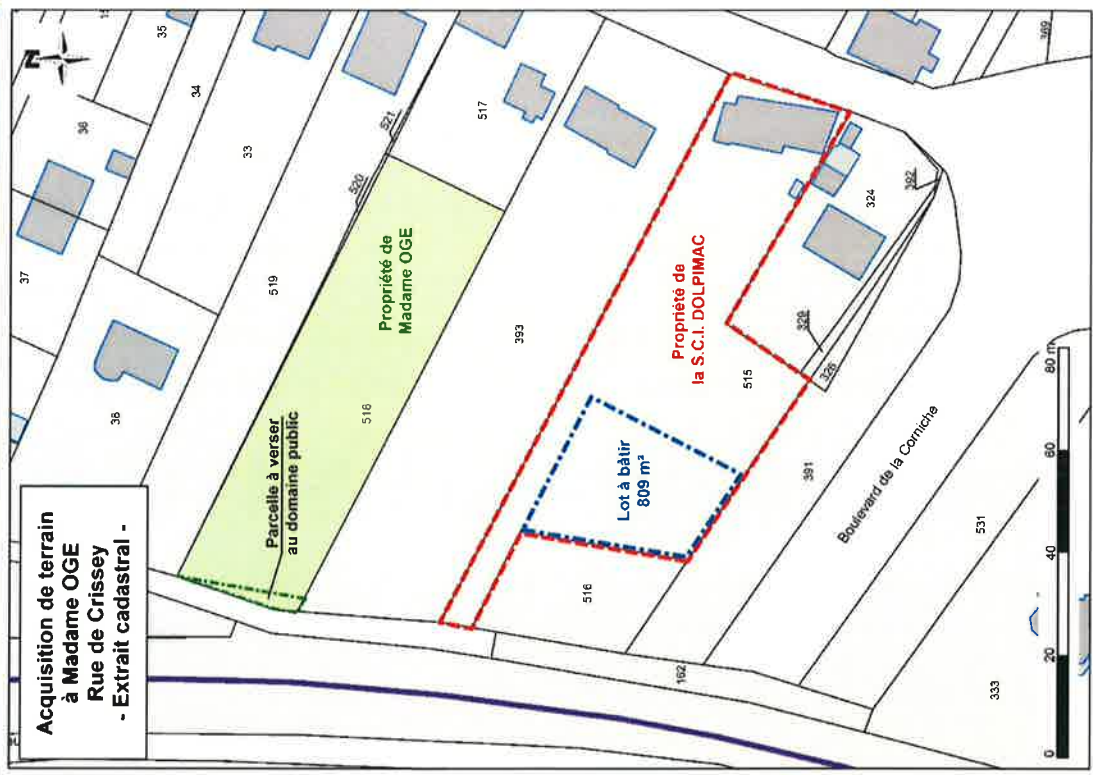 Acquisition de terrain
à Madame OGE
Rue de Crissey
- Extrait cadastral -
35
34
33
38
37
36
519
521
520
517
Propriété de
Madame OGE
518
Parcelle à verser
au domaine public
393
Propriété de
la S.C.I. DOLPIMAC
515
324
392
329
326
Lot à bâtir
809 m²
516
391
Boulevard de la Corniche
531
162
333
389
0
20
40
60
80 m